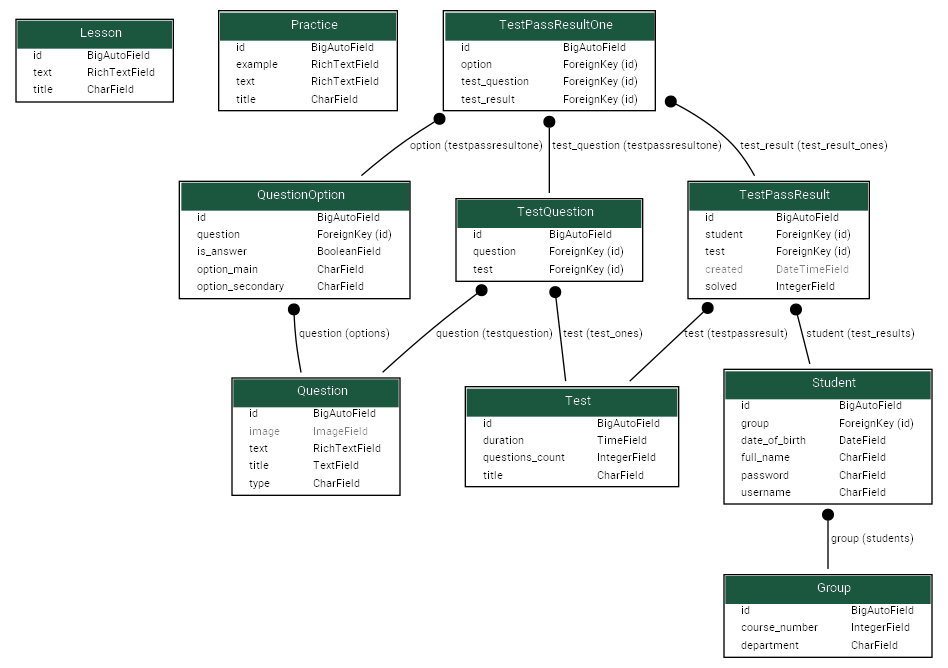 Lesson
id BigAutoField
text RichTextField
title CharField
Practice
id BigAutoField
example RichTextField
text RichTextField
title CharField
TestPassResultOne
id BigAutoField
option ForeignKey (id)
test_question ForeignKey (id)
test_result ForeignKey (id)
option (testpassresultone)
test_question (testpassresultone)
test_result (test_result_ones)
QuestionOption
id BigAutoField
question ForeignKey (id)
is_answer BooleanField
option_main CharField
option_secondary CharField
TestQuestion
id BigAutoField
question ForeignKey (id)
test ForeignKey (id)
TestPassResult
id BigAutoField
student ForeignKey (id)
test ForeignKey (id)
created DateTimeField
solved IntegerField
question (options)
question (testquestion)
test (test_ones)
test (testpassresult)
student (test_results)
Question
id BigAutoField
image ImageField
text RichTextField
title TextField
type CharField
Test
id BigAutoField
duration TimeField
questions_count IntegerField
title CharField
Student
id BigAutoField
group ForeignKey (id)
date_of_birth DateField
full_name CharField
password CharField
username CharField
group (students)
Group
id BigAutoField
course_number IntegerField
department CharField